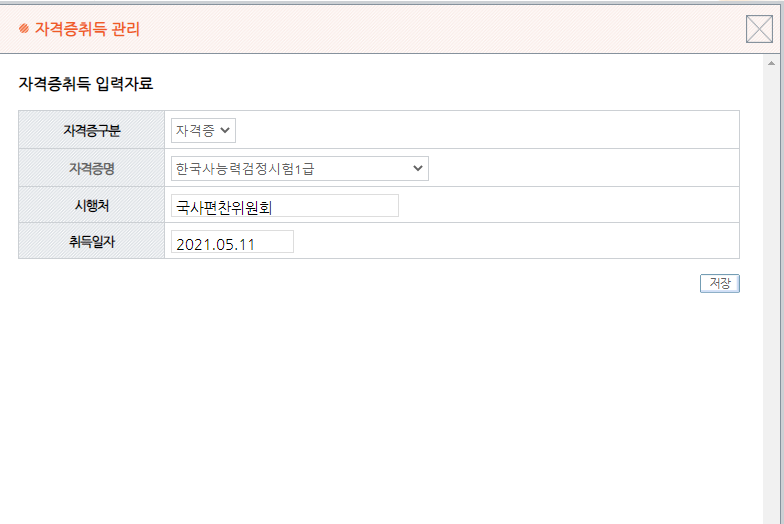 자격증취득 관리
자격증취득 입력자료
자격증구분 자격증
자격증명 한국사능력검정시험1급
시행처 국사편찬위원회
취득일자 2021.05.11
저장